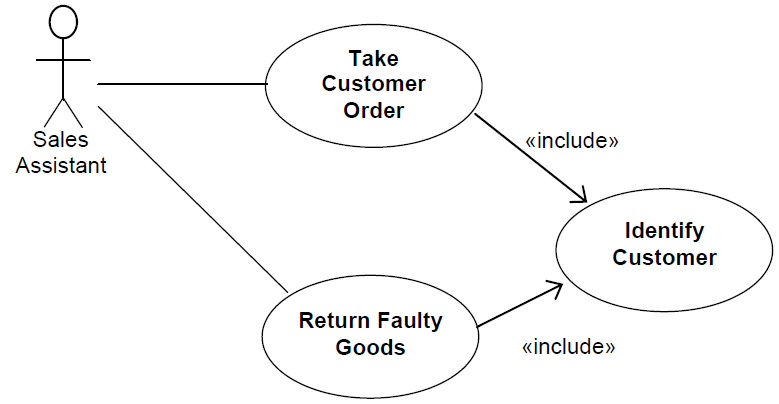 Take
Customer
Order
Sales
Assistant
«include»
Identify
Customer
Return Faulty
Goods
«include»